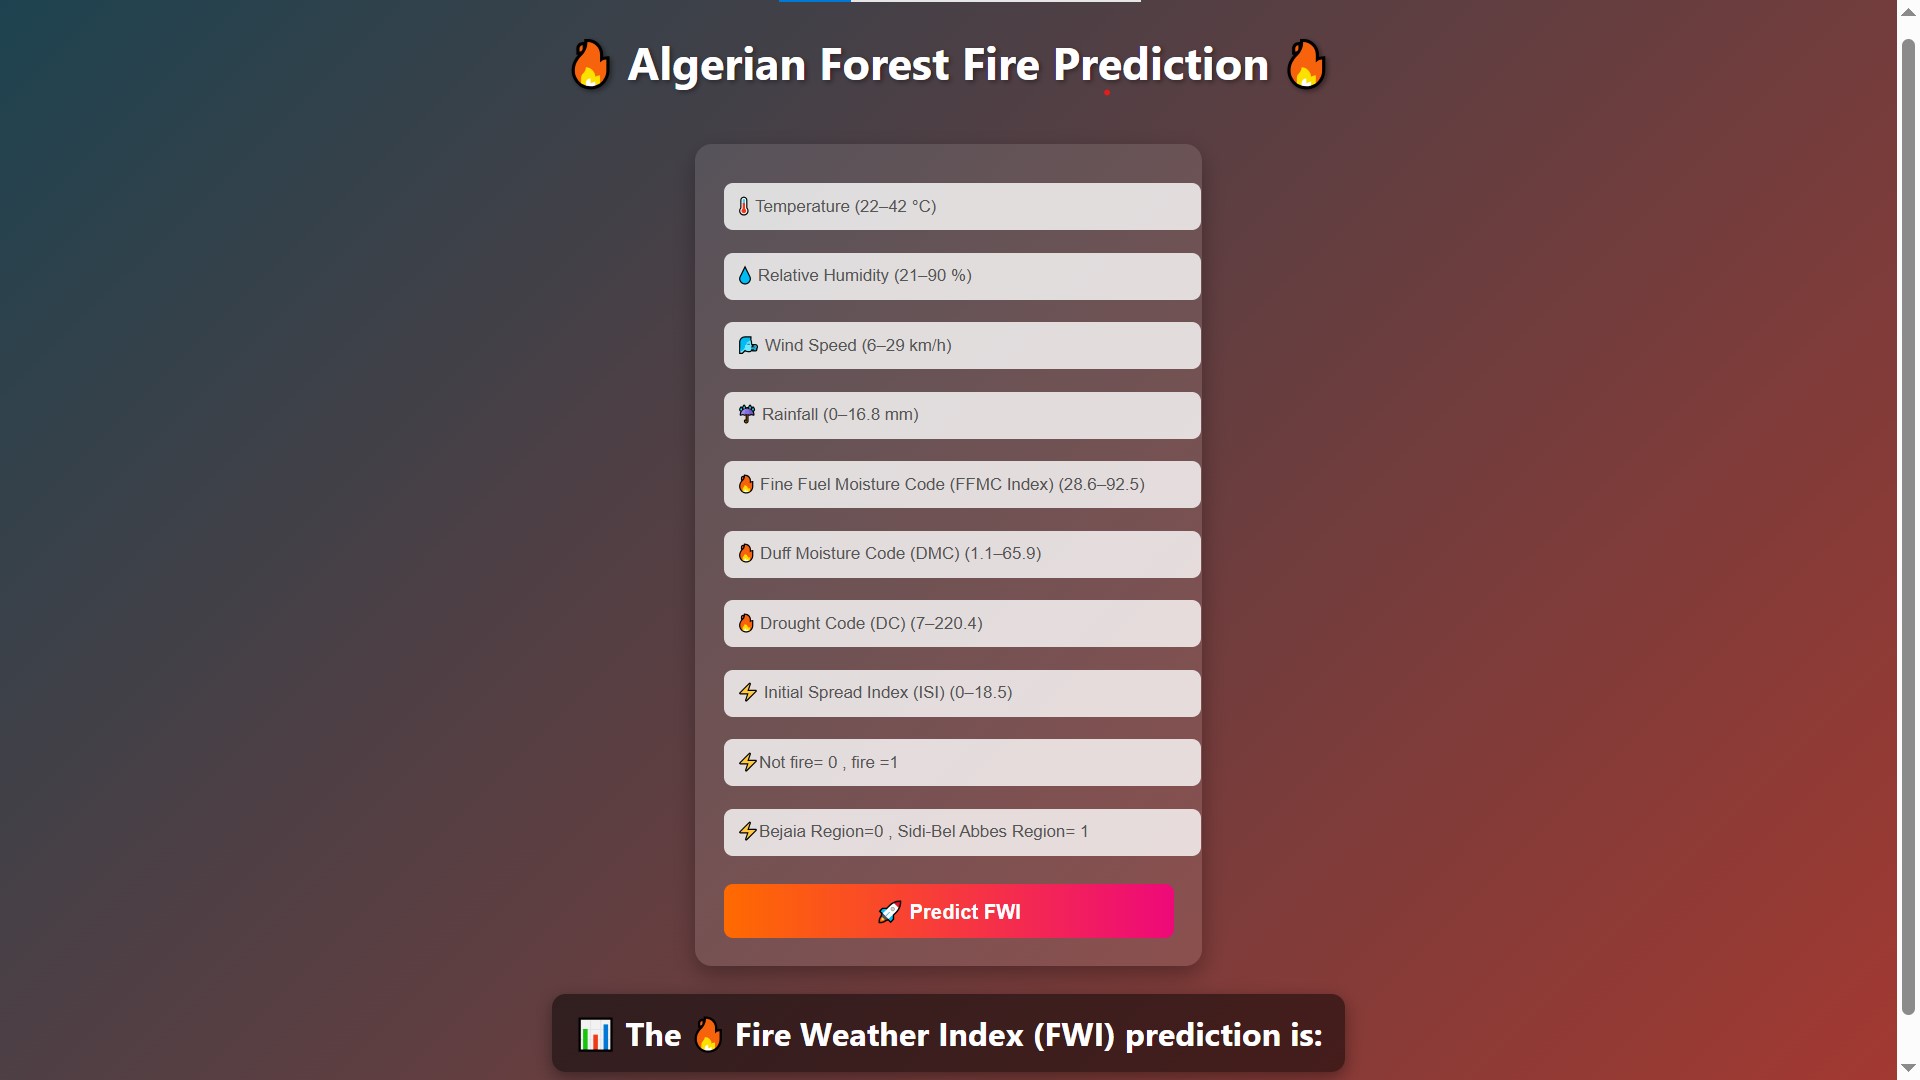 🔥 Algerian Forest Fire Prediction 🔥
🌡️Temperature (22–42 °C)
💧 Relative Humidity (21–90 %)
🌬️ Wind Speed (6–29 km/h)
☔ Rainfall (0–16.8 mm)
🔥 Fine Fuel Moisture Code (FFMC Index) (28.6–92.5)
🔥 Duff Moisture Code (DMC) (1.1–65.9)
🔥 Drought Code (DC) (7–220.4)
⚡ Initial Spread Index (ISI) (0–18.5)
⚡Not fire= 0 , fire =1
⚡Bejaia Region=0 , Sidi-Bel Abbes Region= 1
🚀 Predict FWI
📊 The 🔥 Fire Weather Index (FWI) prediction is: